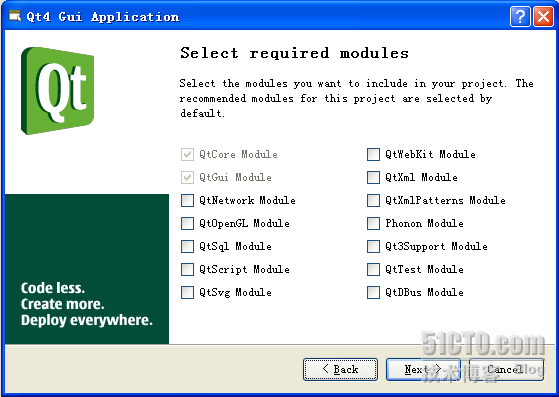 Qt4 Gui Application
Qt
Select required modules
Select the modules you want to include in your project. The
recommended modules for this project are selected by
default.
QtCore Module
QtWebKit Module
QtGui Module
QtXml Module
QtNetwork Module
QtXmlPatterns Module
QtOpenGL Module
Phonon Module
QtSql Module
Qt3Support Module
QtScript Module
QtTest Module
QtSvg Module
QtDBus Module
Code less.
Create more.
Deploy everywhere.
51CTO.com
技术博客 Blog
< Back
Next >
Cancel